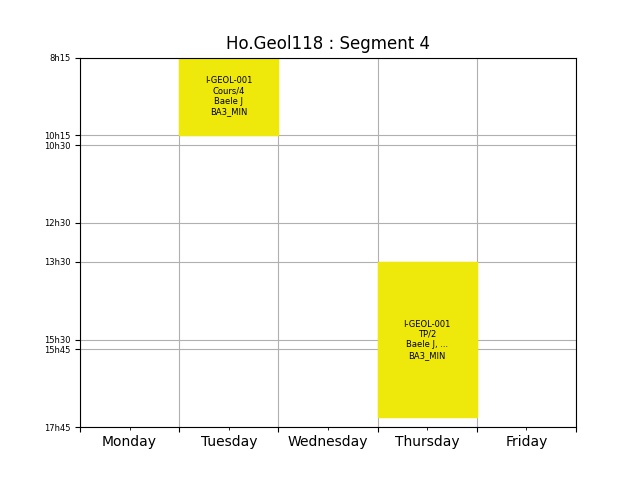 Ho.Geol118 : Segment 4
8h15
I-GEOL-001
Cours/4
Baele J
BA3_MIN
10h15
10h30
12h30
13h30
I-GEOL-001
TP/2
Baele J, ...
BA3_MIN
15h30
15h45
17h45
Monday Tuesday Wednesday Thursday Friday